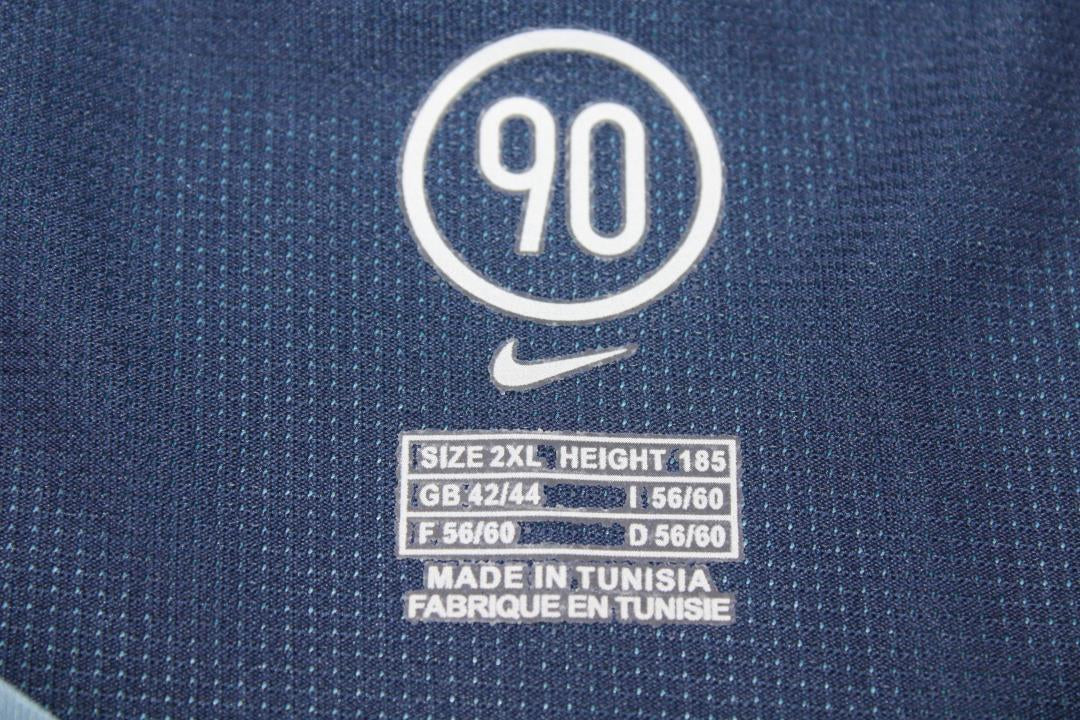 90
SIZE 2XL HEIGHT 185
GB 42/44 I 56/60
F 56/60 D 56/60
MADE IN TUNISIA
FABRIQUE EN TUNISIE